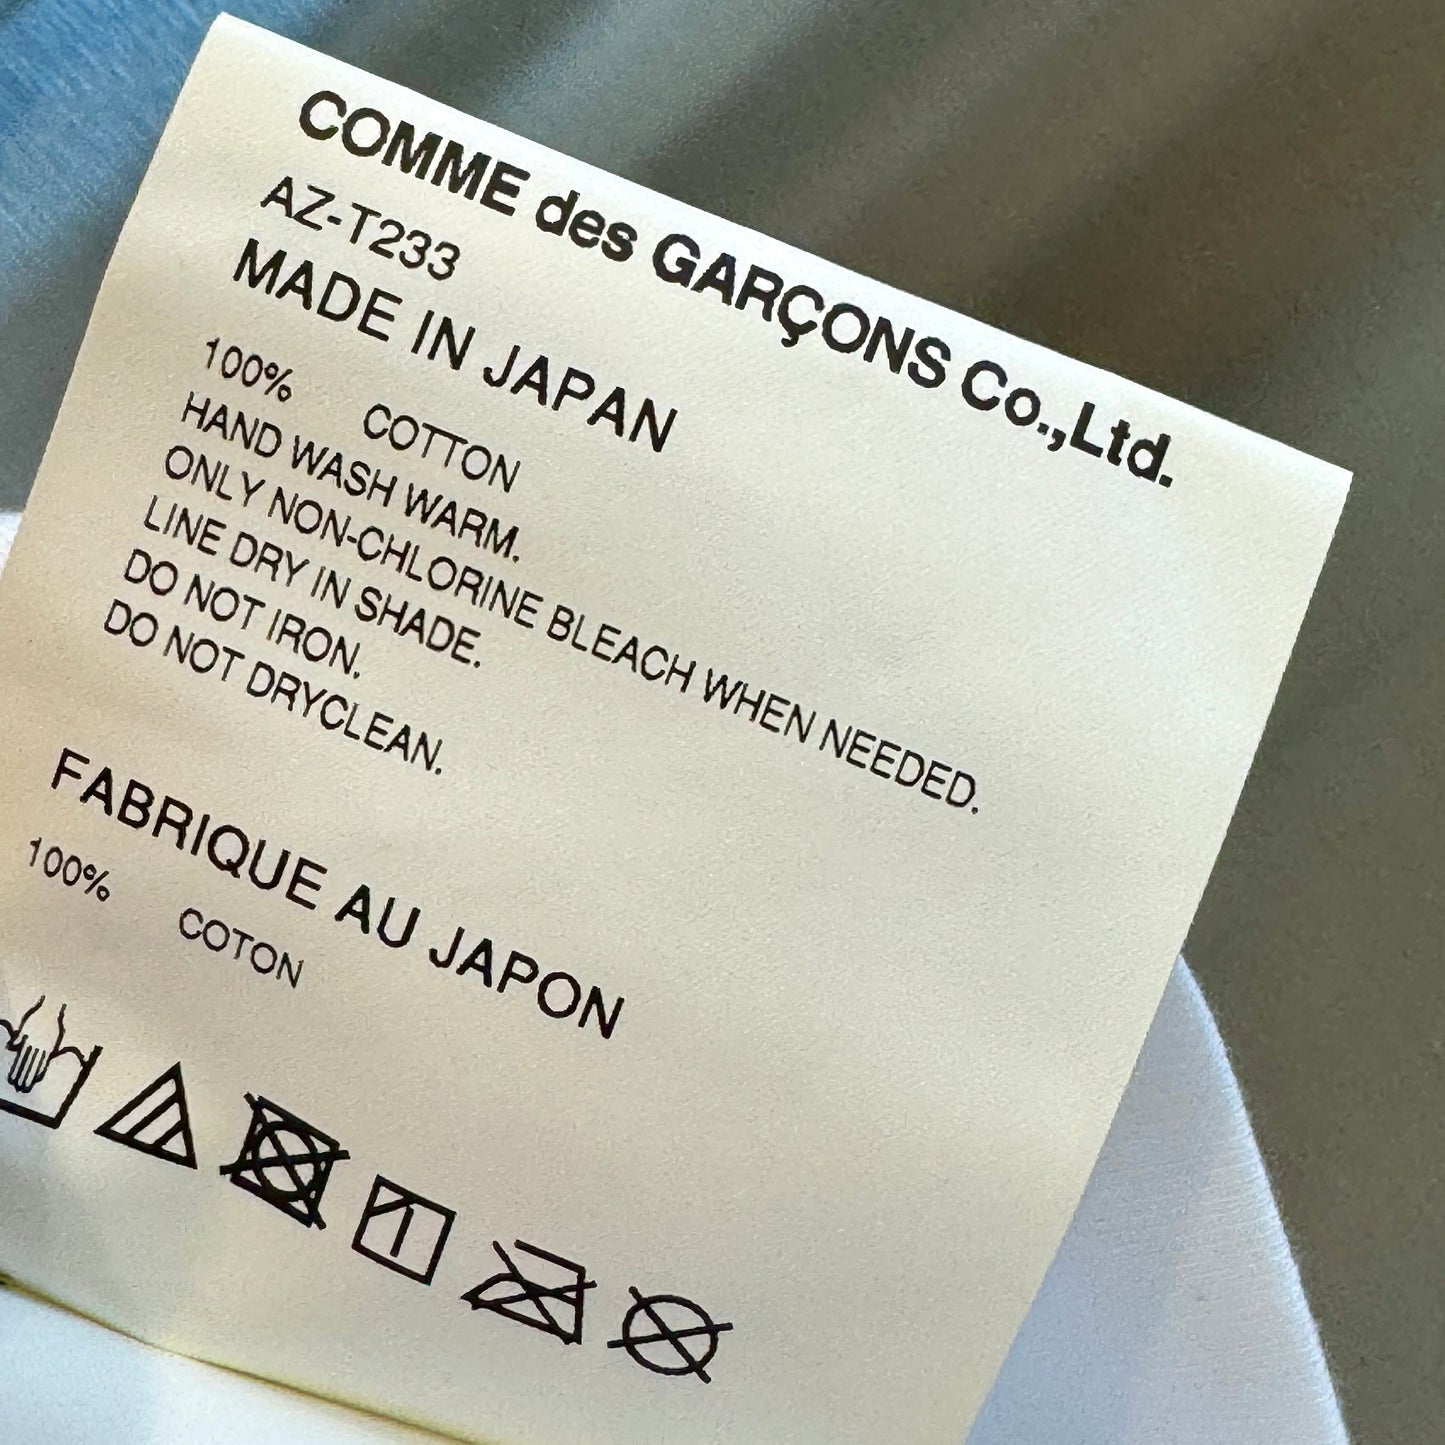 COMME des GARÇONS Co.,Ltd.
AZ-T233
MADE IN JAPAN
100% COTTON
HAND WASH WARM.
ONLY NON-CHLORINE BLEACH WHEN NEEDED.
LINE DRY IN SHADE.
DO NOT IRON.
DO NOT DRYCLEAN.
FABRIQUE AU JAPON
100% COTON